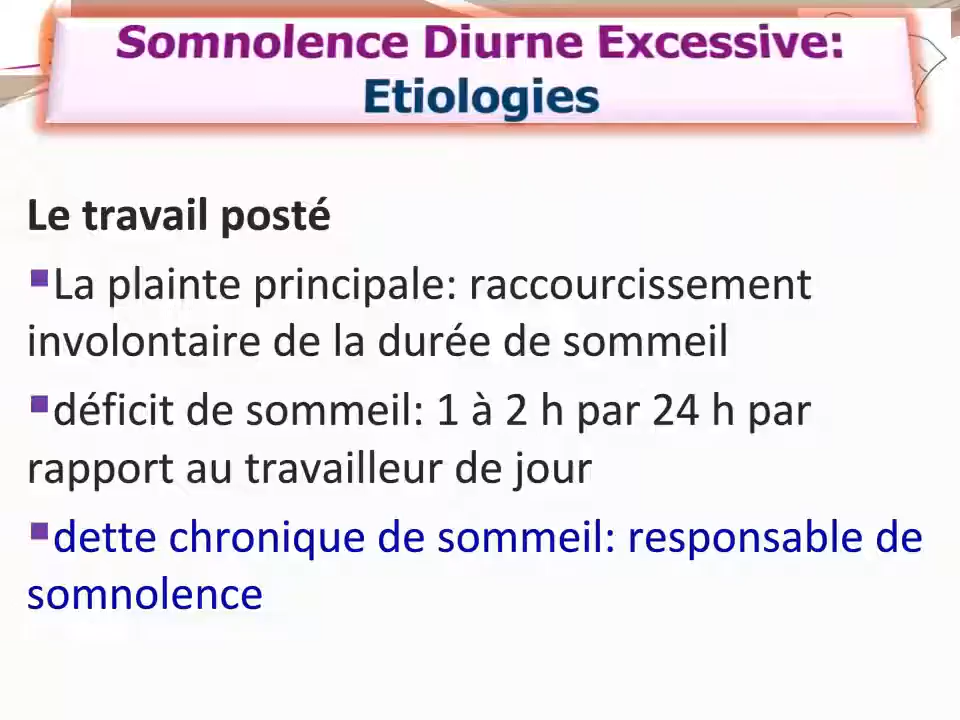 Somnolence Diurne Excessive:
Etiologies
Le travail posté
▪La plainte principale: raccourcissement
involontaire de la durée de sommeil
▪déficit de sommeil: 1 à 2 h par 24 h par
rapport au travailleur de jour
▪dette chronique de sommeil: responsable de
somnolence